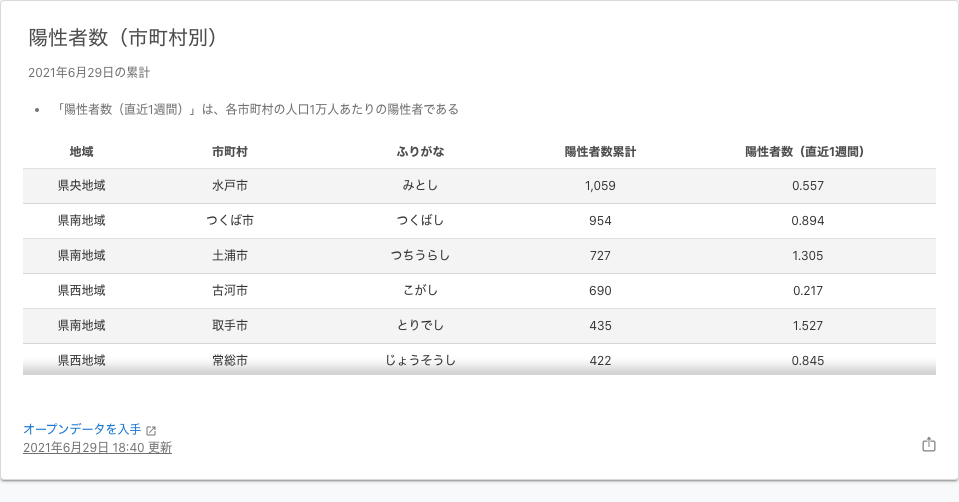 陽性者数（市町村別）
2021年6月29日の累計
• 「陽性者数（直近1週間）」は、各市町村の人口1万人あたりの陽性者である
地域 市町村 ふりがな 陽性者数累計 陽性者数（直近1週間）
県央地域 水戸市 みとし 1,059 0.557
県南地域 つくば市 つくばし 954 0.894
県南地域 土浦市 つちうらし 727 1.305
県西地域 古河市 こがし 690 0.217
県南地域 取手市 とりでし 435 1.527
県西地域 常総市 じょうそうし 422 0.845
オープンデータを入手
2021年6月29日 18:40 更新